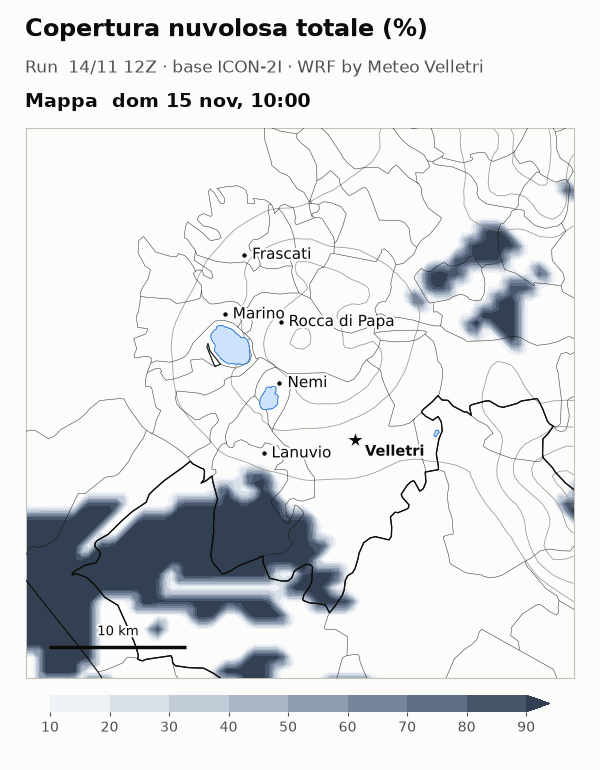 Copertura nuvolosa totale (%)
Run 14/11 12Z · base ICON-2I · WRF by Meteo Velletri
Mappa dom 15 nov, 10:00
Frascati
Marino
Rocca di Papa
Nemi
Velletri
Lanuvio
10 km
10 20 30 40 50 60 70 80 90